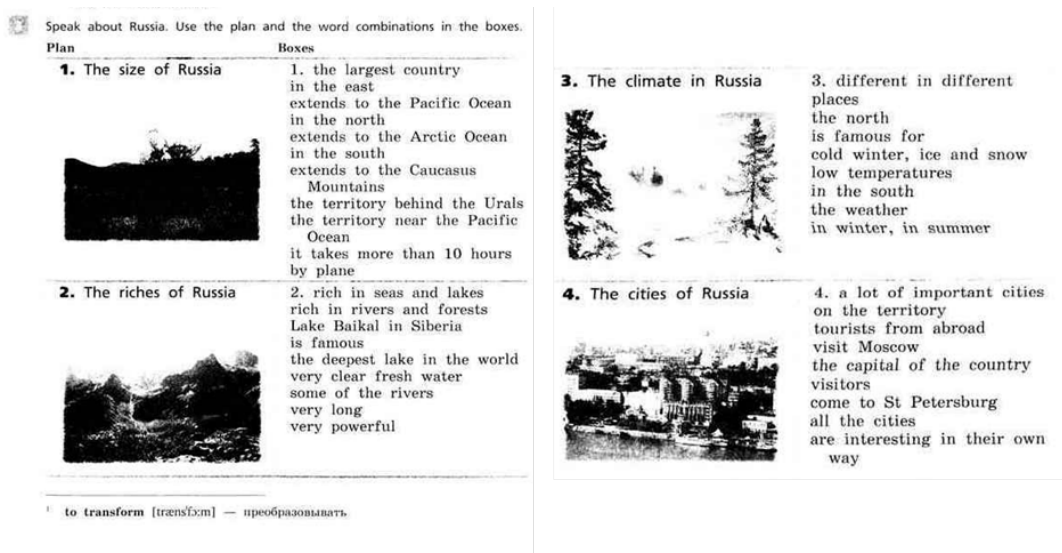 Speak about Russia. Use the plan and the word combinations in the boxes.
Plan
Boxes
1. The size of Russia
1. the largest country
in the east
extends to the Pacific Ocean
in the north
extends to the Arctic Ocean
in the south
extends to the Caucasus
Mountains
the territory behind the Urals
the territory near the Pacific
Ocean
it takes more than 10 hours
by plane
2. The riches of Russia
2. rich in seas and lakes
rich in rivers and forests
Lake Baikal in Siberia
is famous
the deepest lake in the world
very clear fresh water
some of the rivers
very long
very powerful
1 to transform [træns'fɔ:m] — преобразовывать
3. The climate in Russia
3. different in different
places
the north
is famous for
cold winter, ice and snow
low temperatures
in the south
the weather
in winter, in summer
4. The cities of Russia
4. a lot of important cities
on the territory
tourists from abroad
visit Moscow
the capital of the country
visitors
come to St Petersburg
all the cities
are interesting in their own
way